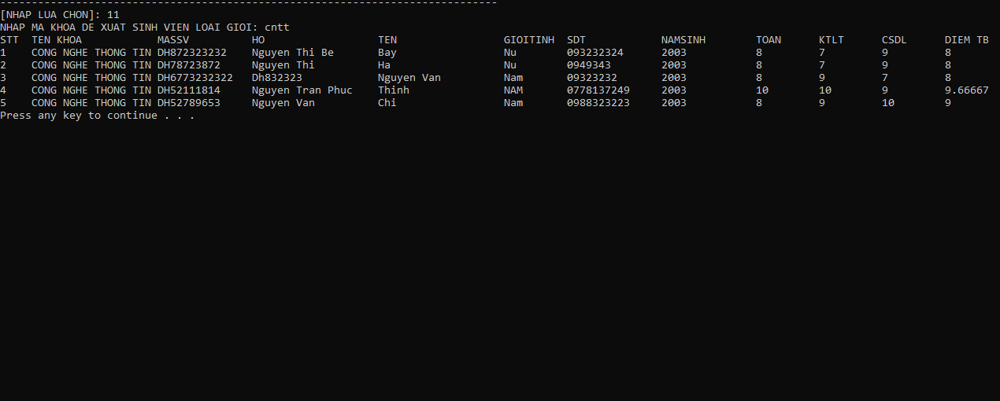 -------------------------------------------------------------------------------
[NHAP LUA CHON]: 11
NHAP MA KHOA DE XUAT SINH VIEN LOAI GIOI: cntt
STT  TEN KHOA            MASSV          HO                  TEN                 GIOITINH  SDT            NAMSINH        TOAN      KTLT      CSDL      DIEM TB
1    CONG NGHE THONG TIN DH872323232    Nguyen Thi Be       Bay                 Nu        093232324      2003           8         7         9         8
2    CONG NGHE THONG TIN DH78723872     Nguyen Thi          Ha                  Nu        0949343        2003           8         7         9         8
3    CONG NGHE THONG TIN DH6773232322   Dh832323            Nguyen Van          Nam       09323232       2003           8         9         7         8
4    CONG NGHE THONG TIN DH52111814     Nguyen Tran Phuc    Thinh               NAM       0778137249     2003           10        10        9         9.66667
5    CONG NGHE THONG TIN DH52789653     Nguyen Van          Chi                 Nam       0988323223     2003           8         9         10        9
Press any key to continue . . .